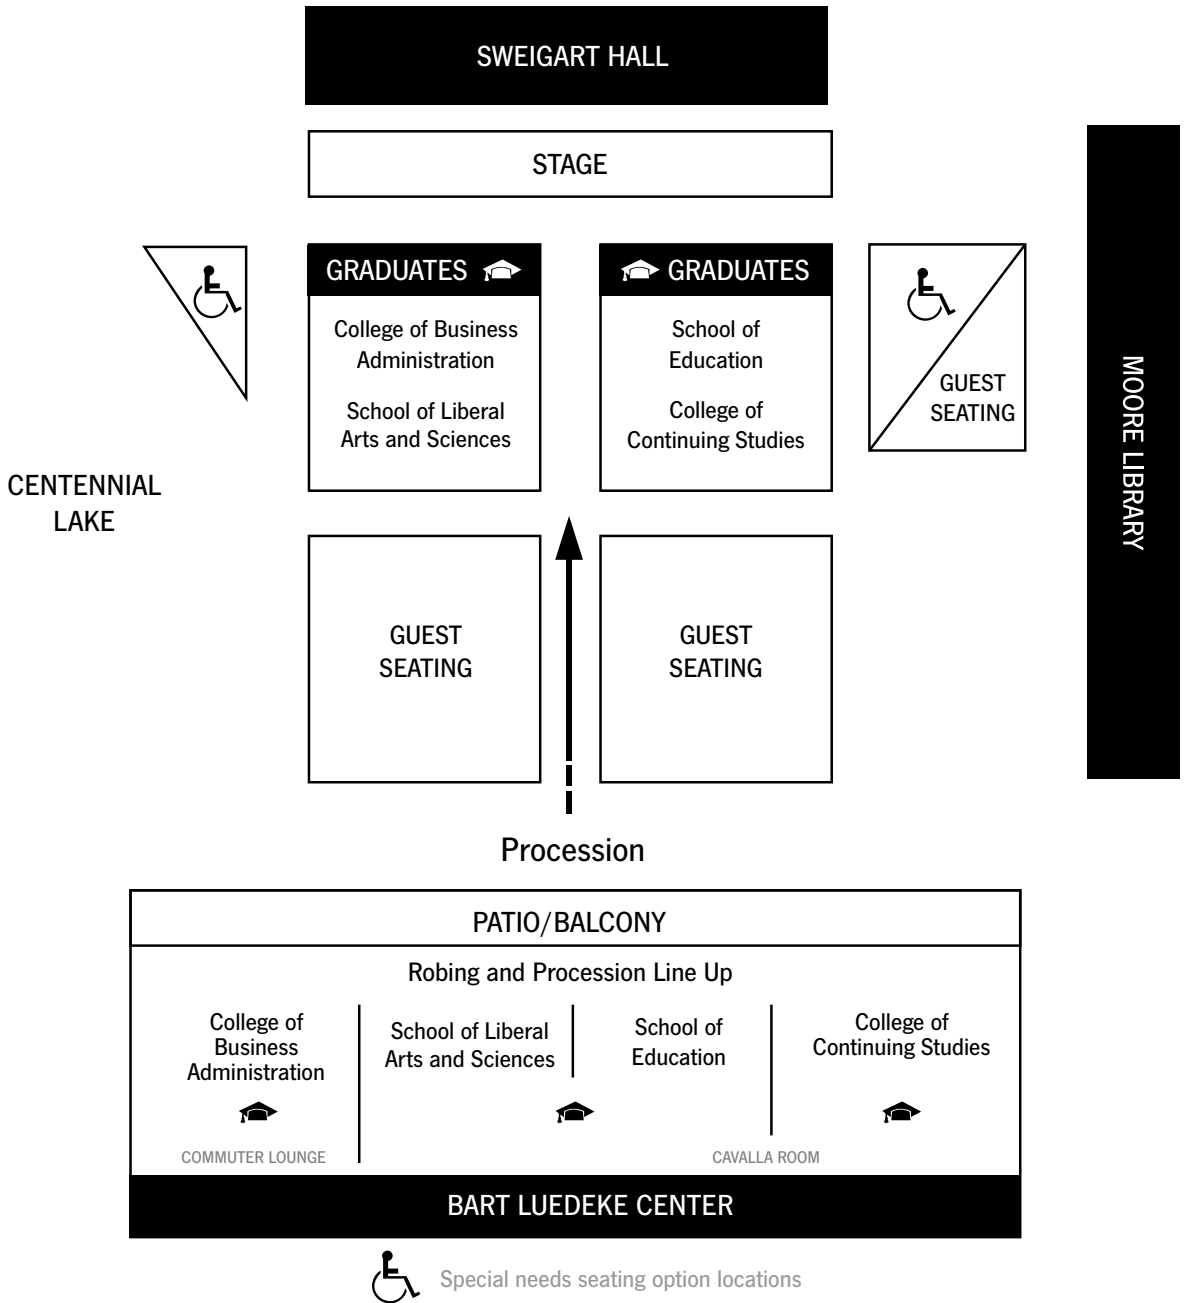 SWEIGART HALL
STAGE
GRADUATES
College of Business
Administration
School of Liberal
Arts and Sciences
GRADUATES
School of
Education
College of
Continuing Studies
GUEST
SEATING
MOORE LIBRARY
CENTENNIAL
LAKE
GUEST
SEATING
GUEST
SEATING
Procession
PATIO/BALCONY
Robing and Procession Line Up
College of
Business
Administration
School of Liberal
Arts and Sciences
School of
Education
College of
Continuing Studies
COMMUTER LOUNGE
CAVALLA ROOM
BART LUEDEKE CENTER
Special needs seating option locations